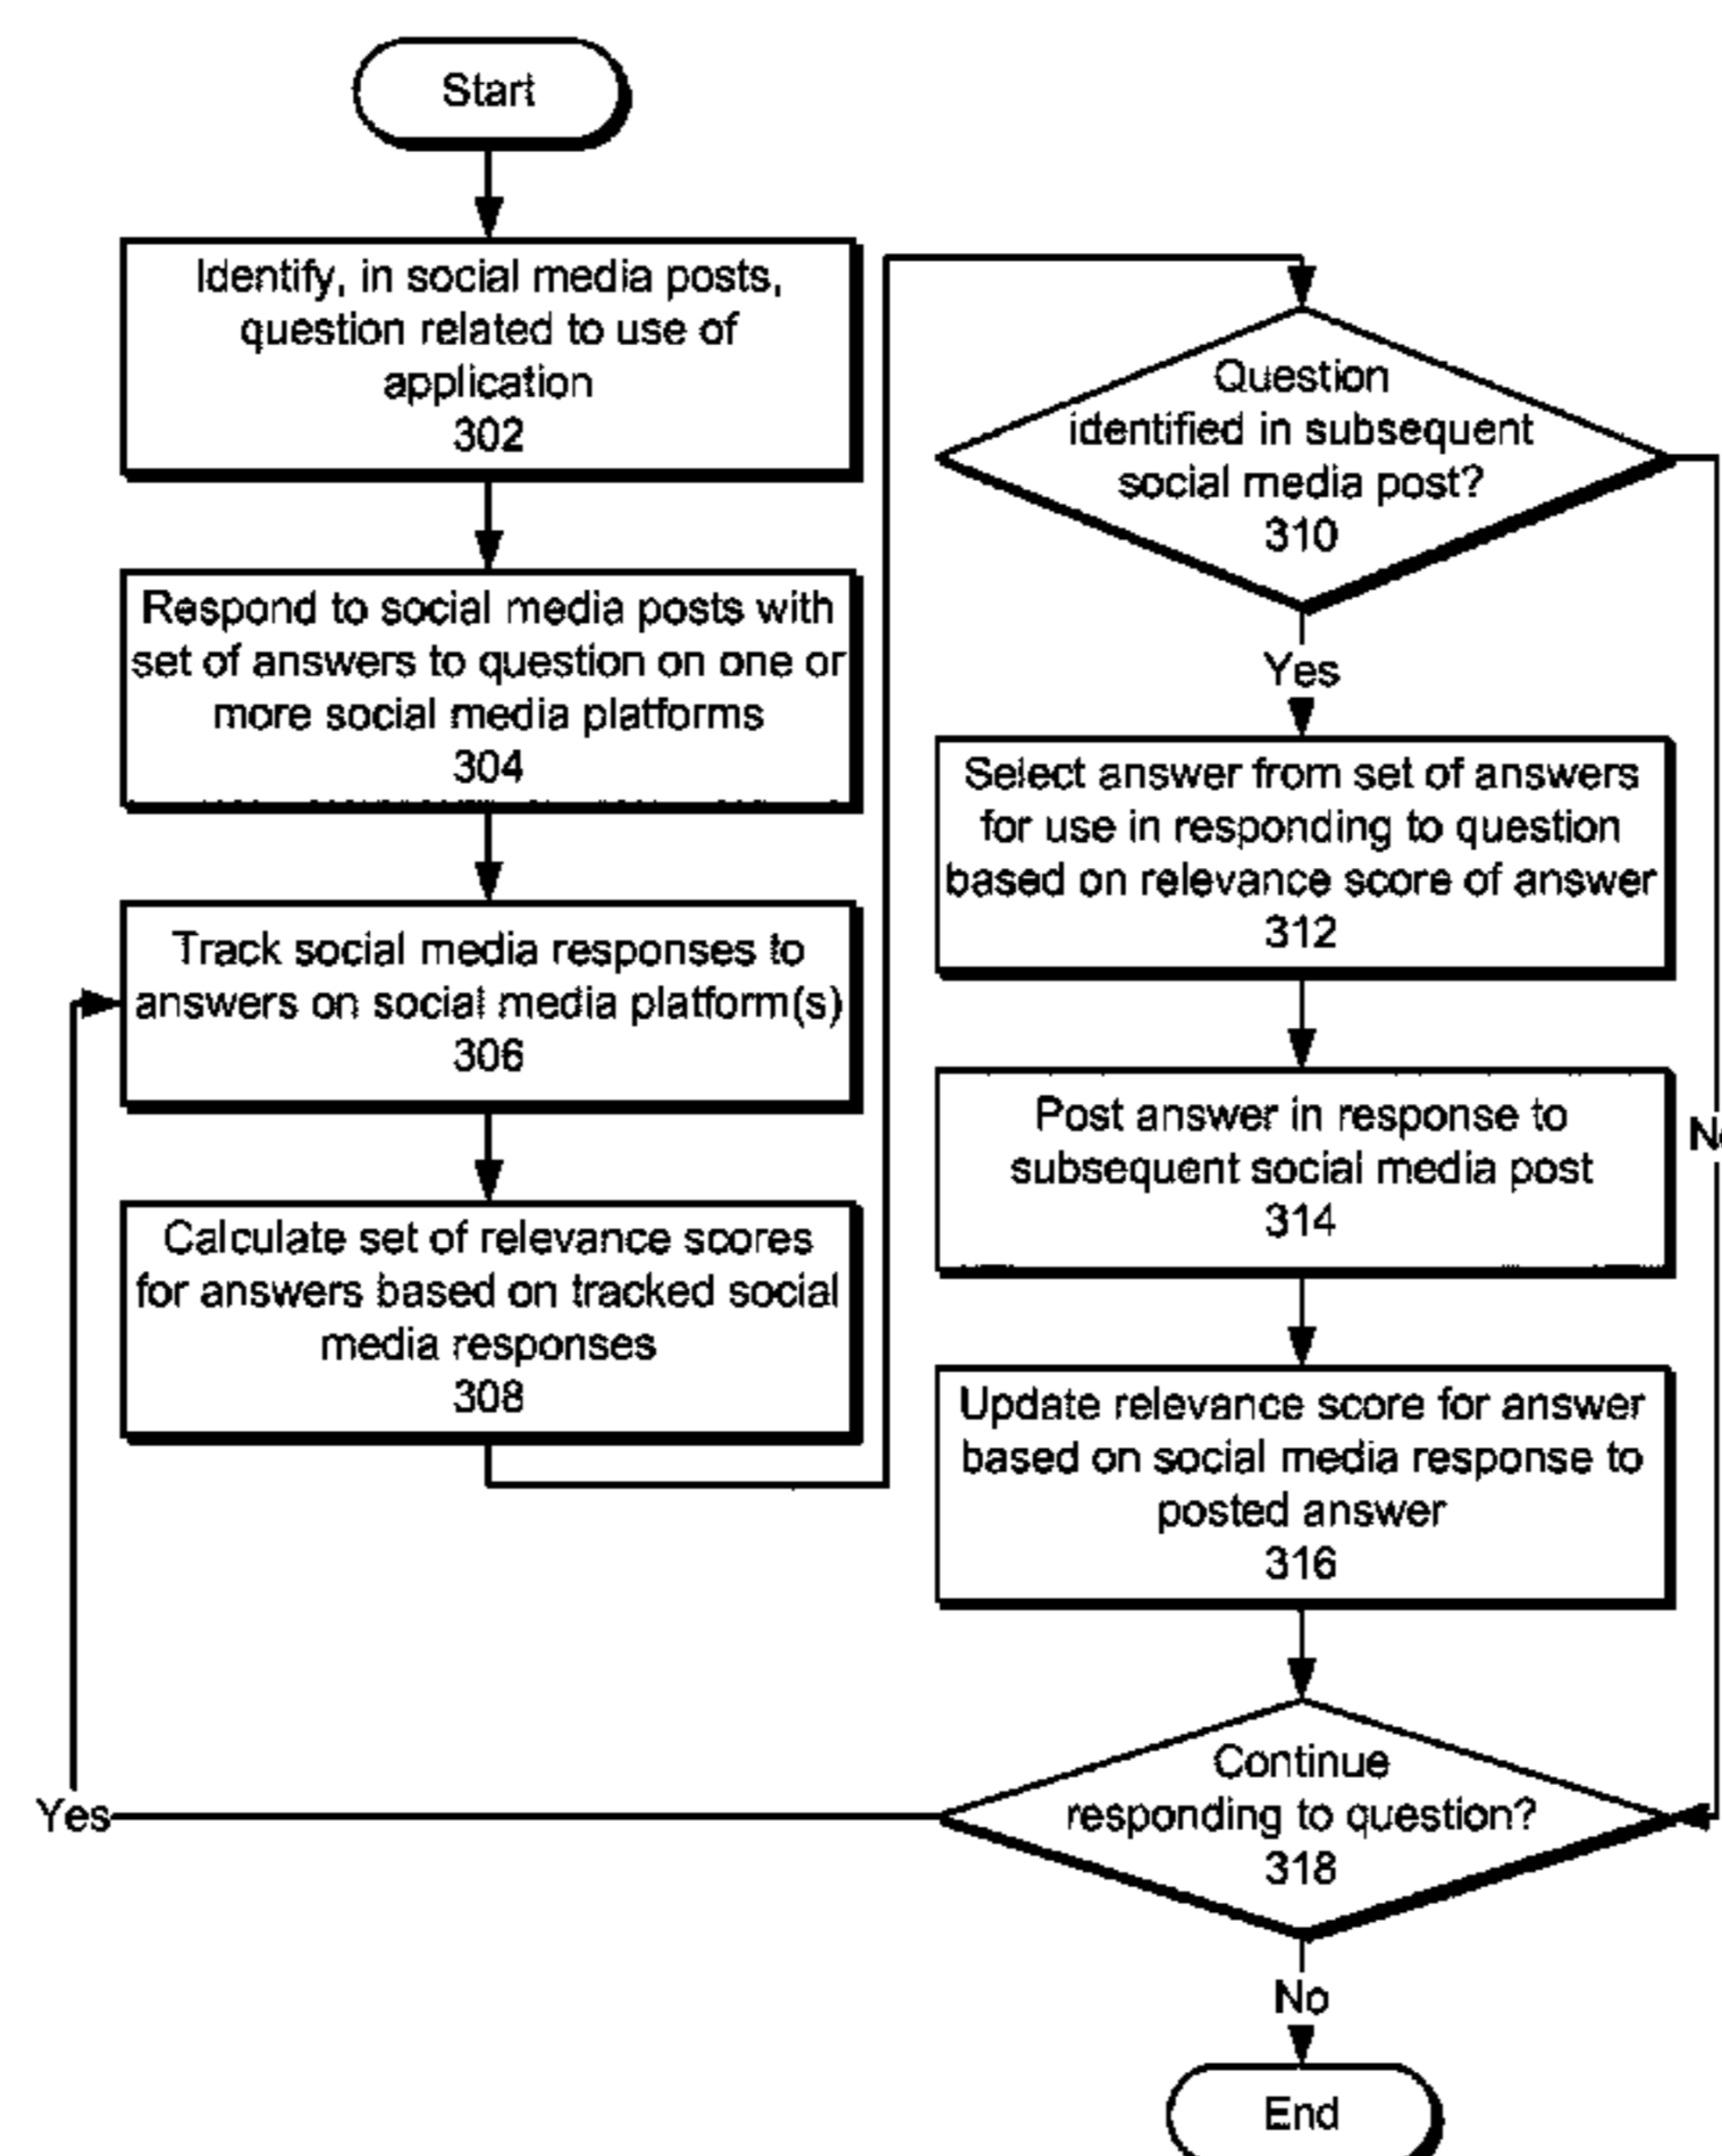 Start
Identify, in social media posts,
question related to use of
application
302
Respond to social media posts with
set of answers to question on one or
more social media platforms
304
Track social media responses to
answers on social media platform(s)
306
Calculate set of relevance scores
for answers based on tracked social
media responses
308
Question
identified in subsequent
social media post?
310
Yes
Select answer from set of answers
for use in responding to question
based on relevance score of answer
312
Post answer in response to
subsequent social media post
314
Update relevance score for answer
based on social media response to
posted answer
316
Continue
responding to question?
318
Yes
No
End